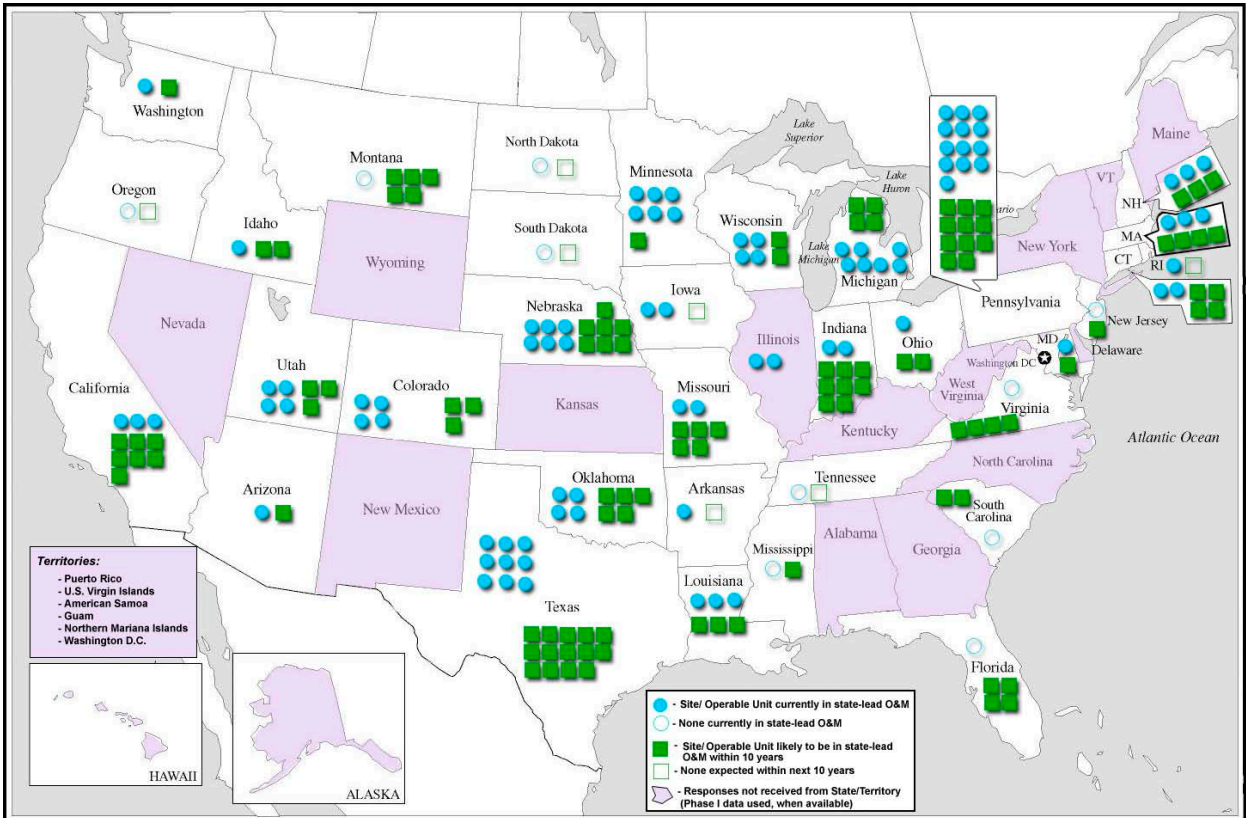 Washington
Oregon
Idaho
Montana
North Dakota
South Dakota
Minnesota
Wisconsin
Lake
Superior
Lake
Huron
Lake
Michigan
Michigan
ario
Maine
VT
NH
MA
CT
RI
New York
Pennsylvania
New Jersey
Delaware
MD
Washington DC
West
Virginia
Virginia
Wyoming
Nevada
Utah
Colorado
California
Nebraska
Iowa
Illinois
Indiana
Ohio
Kansas
Missouri
Kentucky
North Carolina
Tennessee
South
Carolina
Arizona
New Mexico
Oklahoma
Arkansas
Mississippi
Alabama
Georgia
Louisiana
Texas
Florida
Atlantic Ocean
Territories:
- Puerto Rico
- U.S. Virgin Islands
- American Samoa
- Guam
- Northern Mariana Islands
- Washington D.C.
HAWAII
ALASKA
- Site/ Operable Unit currently in state-lead O&M
- None currently in state-lead O&M
- Site/ Operable Unit likely to be in state-lead
O&M within 10 years
- None expected within next 10 years
- Responses not received from State/Territory
(Phase I data used, when available)